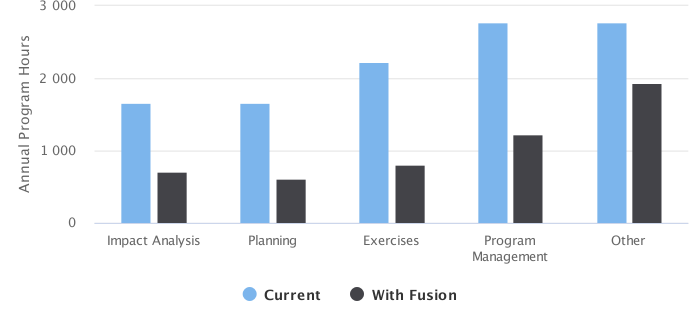 3 000
2 000
1 000
0
Annual Program Hours
Impact Analysis
Planning
Exercises
Program
Management
Other
Current
With Fusion